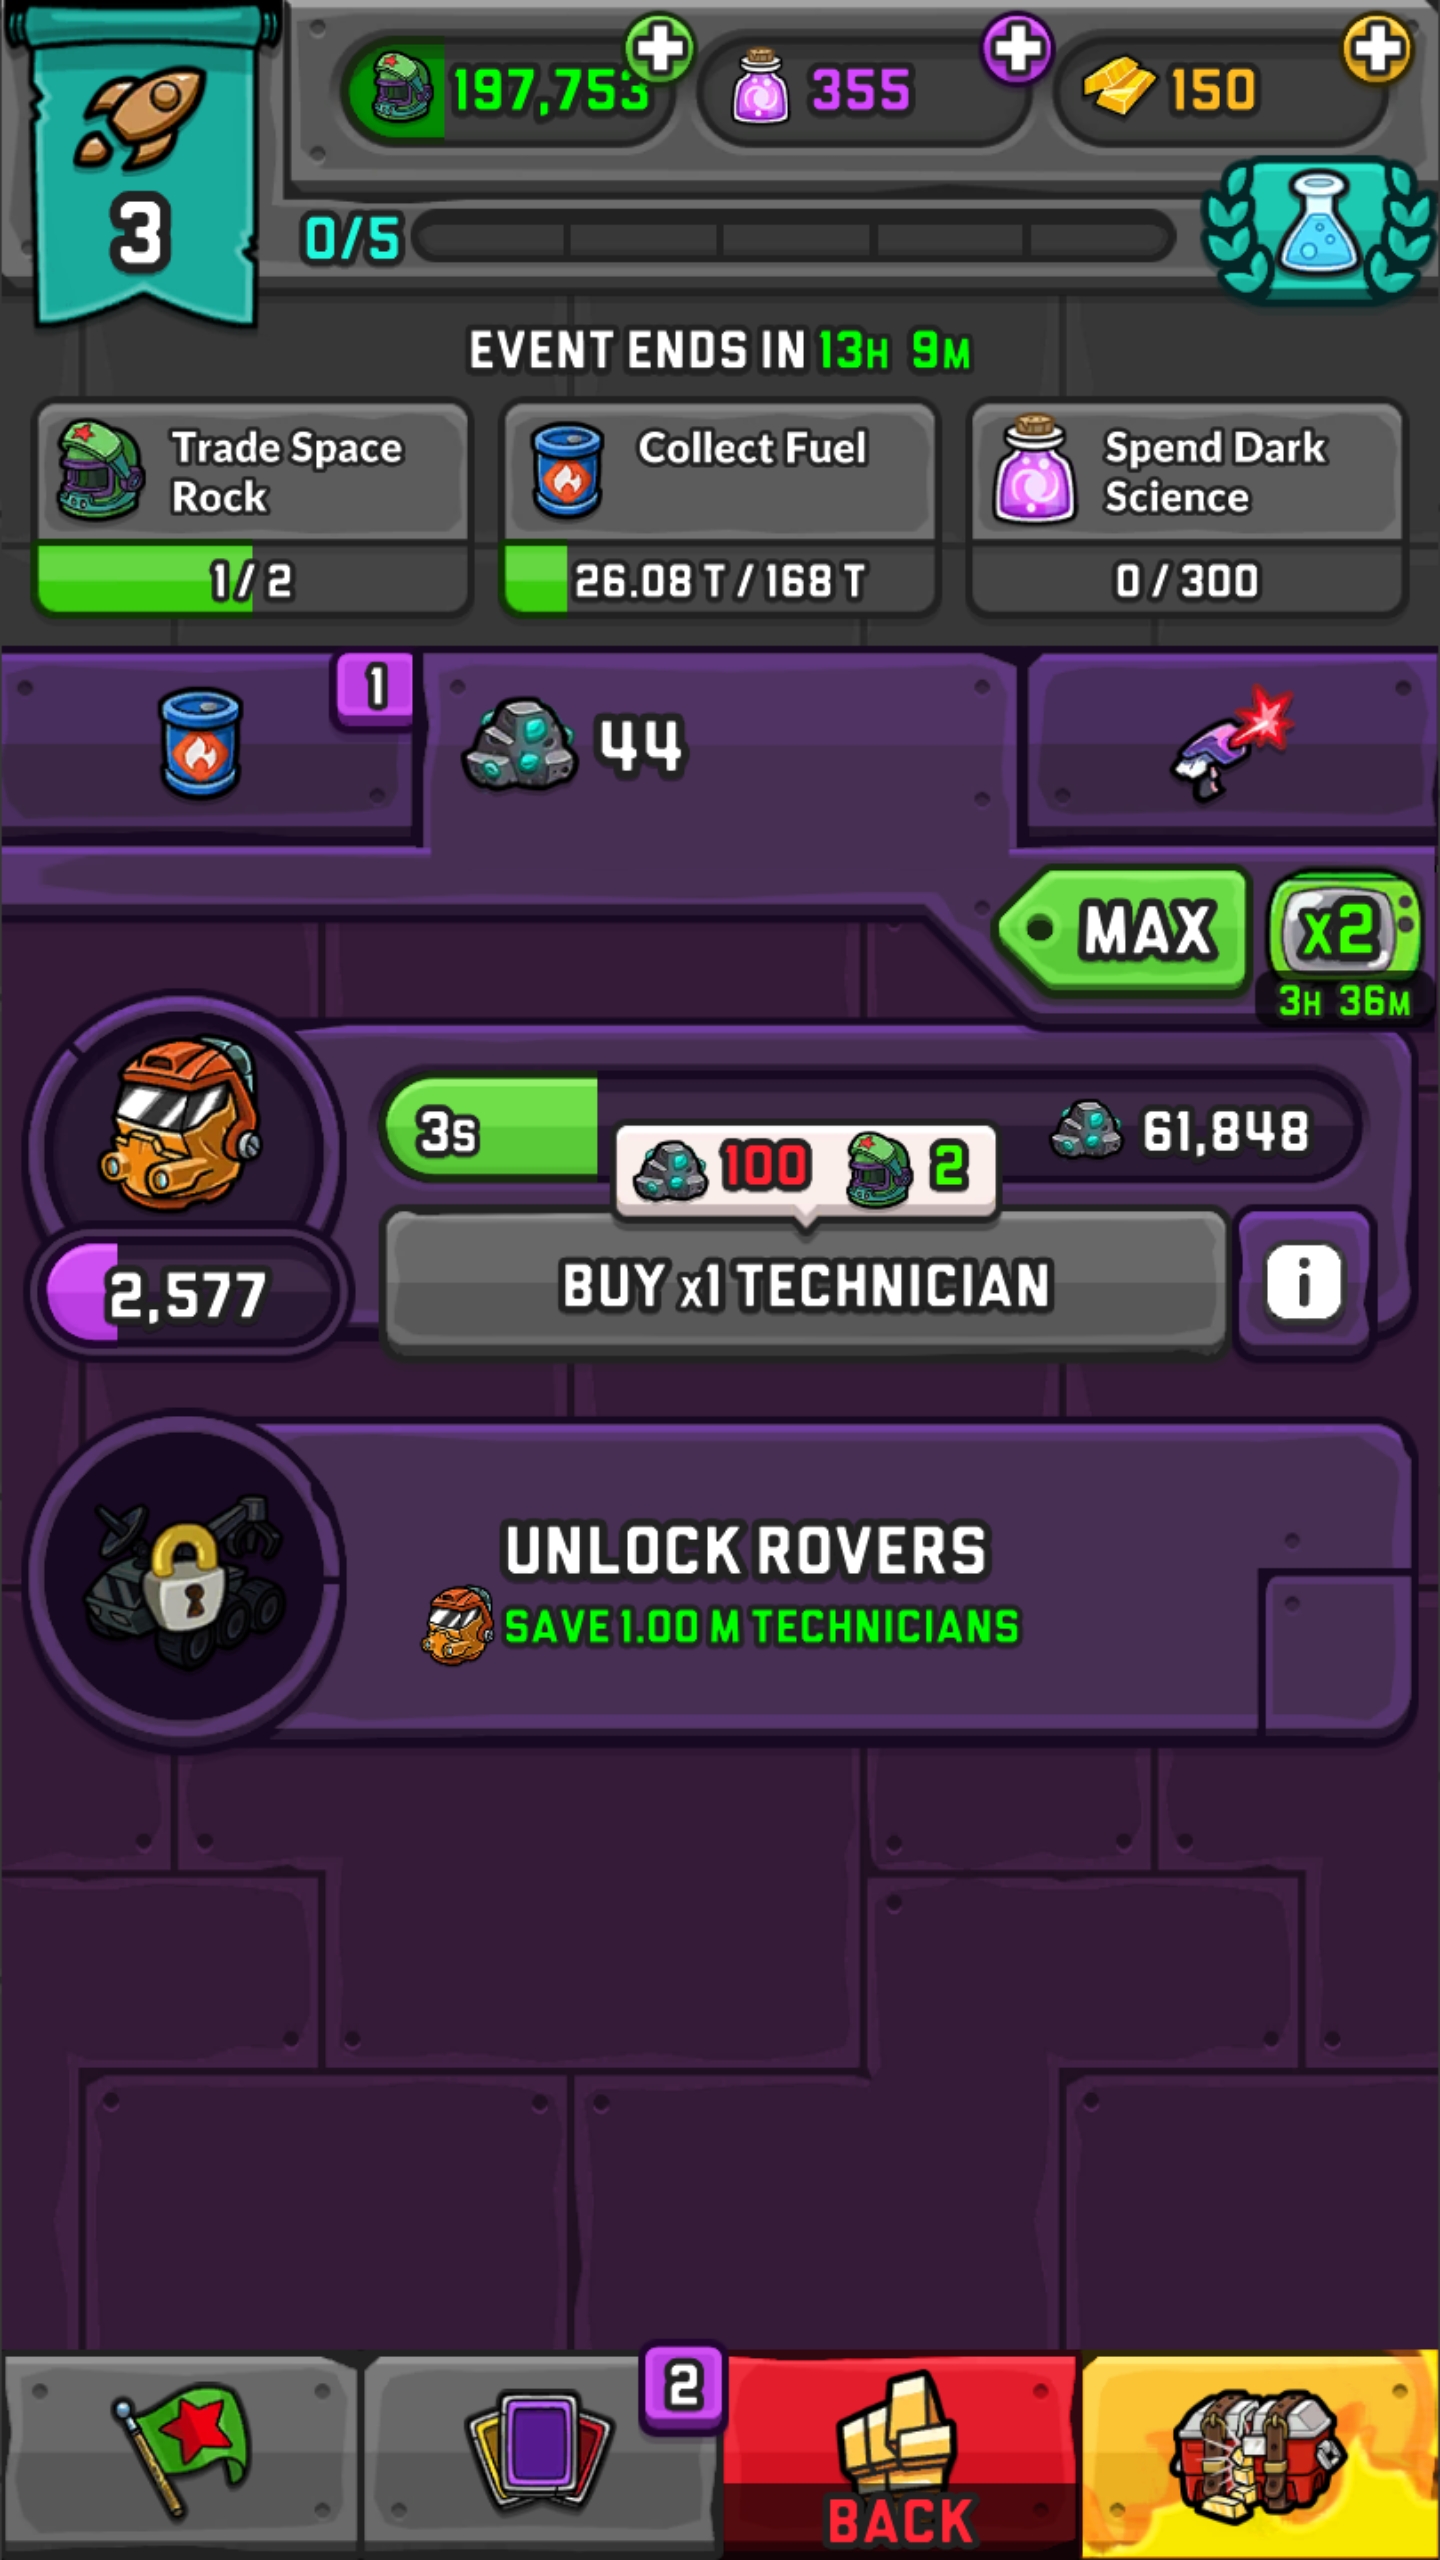 197,753
355
150
3
0/5
EVENT ENDS IN 13H 9M
Trade Space
Rock
1 / 2
Collect Fuel
26.08 T / 168 T
Spend Dark
Science
0 / 300
1
44
MAX
x2
3H 36M
3S
61,848
100
2
2,577
BUY x1 TECHNICIAN
i
UNLOCK ROVERS
SAVE 1.00 M TECHNICIANS
2
BACK